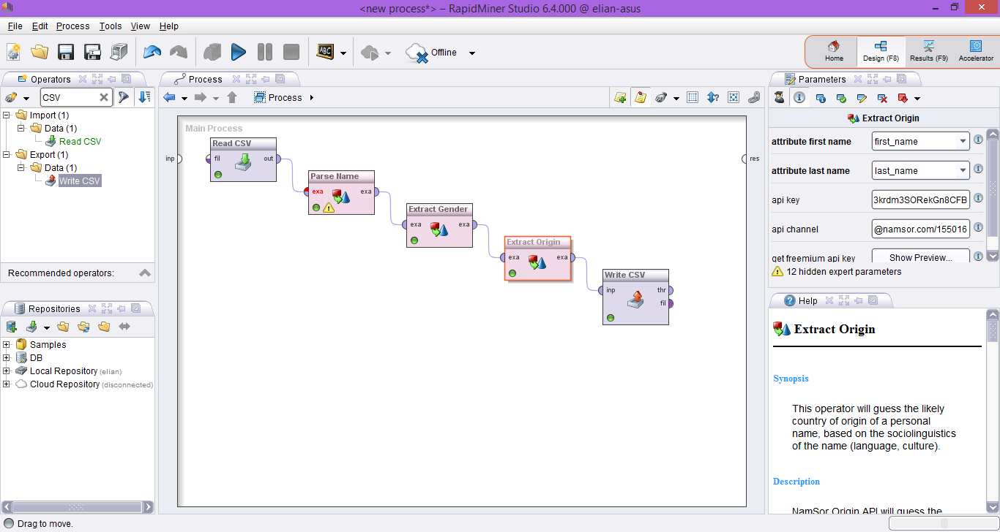 <new process*> – RapidMiner Studio 6.4.000 @ elian-asus
File Edit Process Tools View Help
Offline
Home
Design (F8)
Results (F9)
Accelerator
Operators
CSV
Import (1)
Data (1)
Read CSV
Export (1)
Data (1)
Write CSV
Recommended operators:
Repositories
Samples
DB
Local Repository (elian)
Cloud Repository (disconnected)
Process
Process
Main Process
inp
res
Read CSV
fil out
Parse Name
exa exa
Extract Gender
exa exa
Extract Origin
exa exa
Write CSV
inp thr
fil
Parameters
Extract Origin
attribute first name first_name
attribute last name last_name
api key 3krdm3SORekGn8CFB
api channel @namsor.com/155016
get freemium api key Show Preview...
12 hidden expert parameters
Help
Extract Origin
Synopsis
This operator will guess the likely
country of origin of a personal
name, based on the sociolinguistics
of the name (language, culture).
Description
NamSor Origin API will guess the
Drag to move.